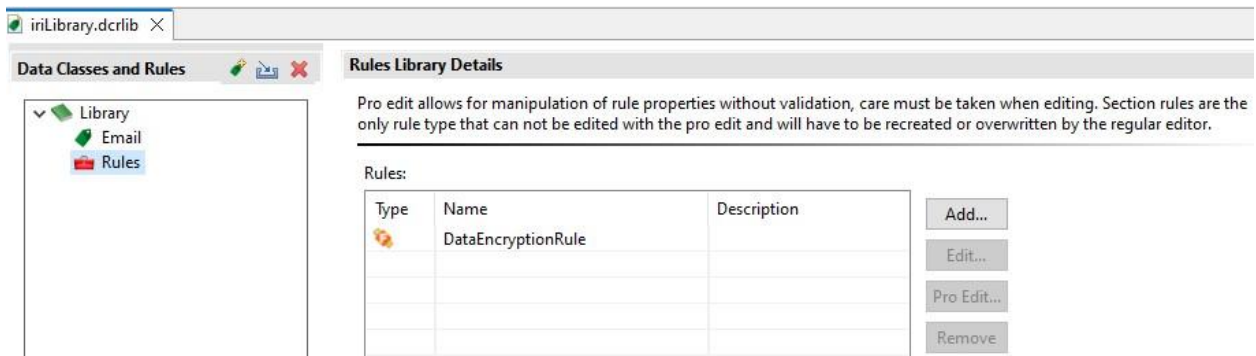 iriLibrary.dcrlib
Data Classes and Rules
Library
Email
Rules
Rules Library Details
Pro edit allows for manipulation of rule properties without validation, care must be taken when editing. Section rules are the
only rule type that can not be edited with the pro edit and will have to be recreated or overwritten by the regular editor.
Rules:
Type Name Description
DataEncryptionRule
Add...
Edit...
Pro Edit...
Remove